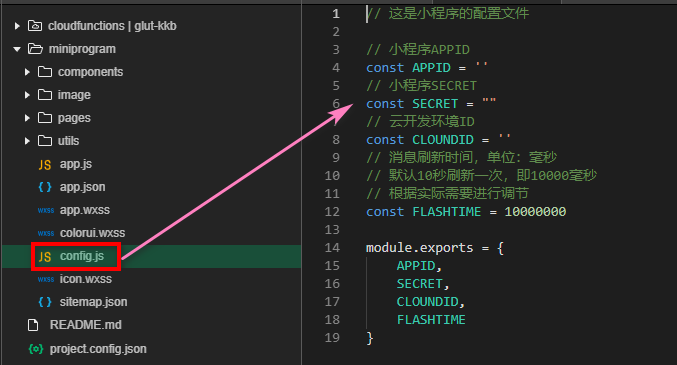 cloudfunctions | glut-kkb
miniprogram
components
image
pages
utils
JS app.js
{ } app.json
wxss app.wxss
wxss colorui.wxss
JS config.js
wxss icon.wxss
{ } sitemap.json
README.md
{o} project.config.json
1 // 这是小程序的配置文件
2
3 // 小程序APPID
4 const APPID = ''
5 // 小程序SECRET
6 const SECRET = ""
7 // 云开发环境ID
8 const CLOUNDID = ''
9 // 消息刷新时间，单位：毫秒
10 // 默认10秒刷新一次，即10000毫秒
11 // 根据实际需要进行调节
12 const FLASHTIME = 10000000
13
14 module.exports = {
15 APPID,
16 SECRET,
17 CLOUNDID,
18 FLASHTIME
19 }